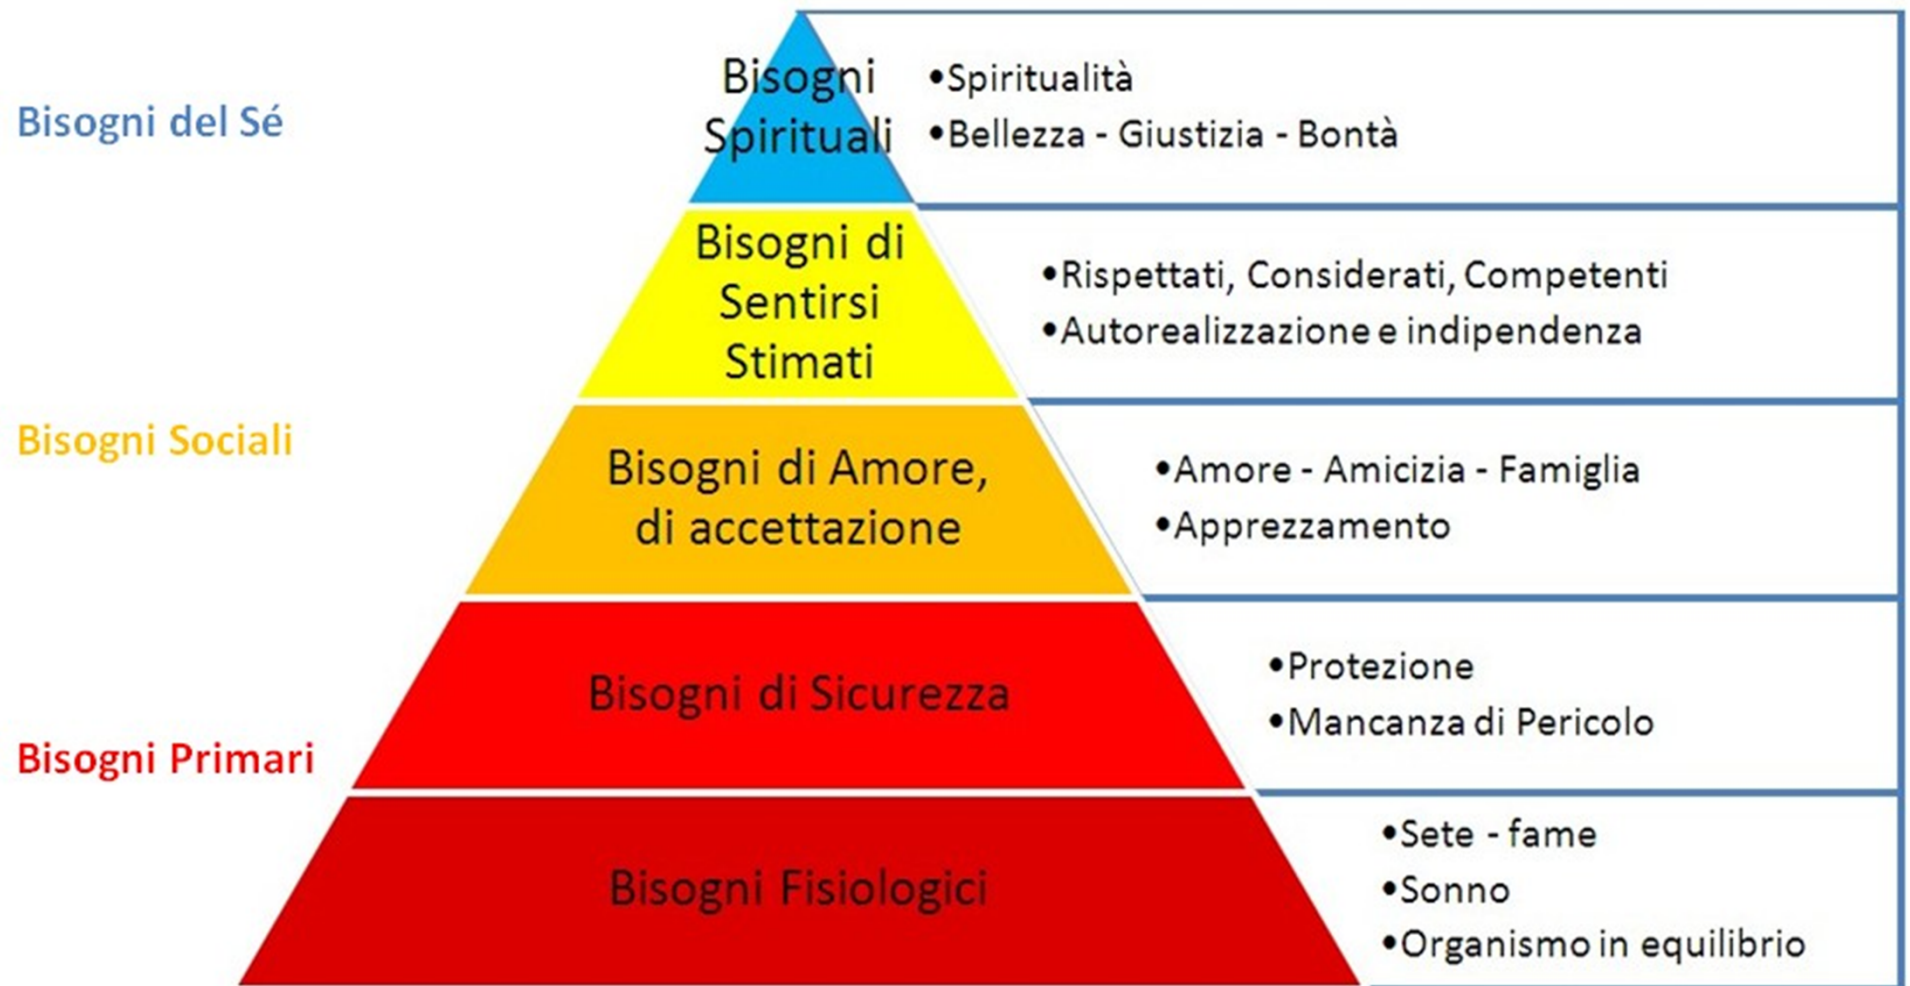 Bisogni del Sé
Bisogni
Spirituali
•Spiritualità
•Bellezza - Giustizia - Bontà
Bisogni di
Sentirsi
Stimati
•Rispettati, Considerati, Competenti
•Autorealizzazione e indipendenza
Bisogni Sociali
Bisogni di Amore,
di accettazione
•Amore - Amicizia - Famiglia
•Apprezzamento
Bisogni Primari
Bisogni di Sicurezza
•Protezione
•Mancanza di Pericolo
Bisogni Fisiologici
•Sete - fame
•Sonno
•Organismo in equilibrio